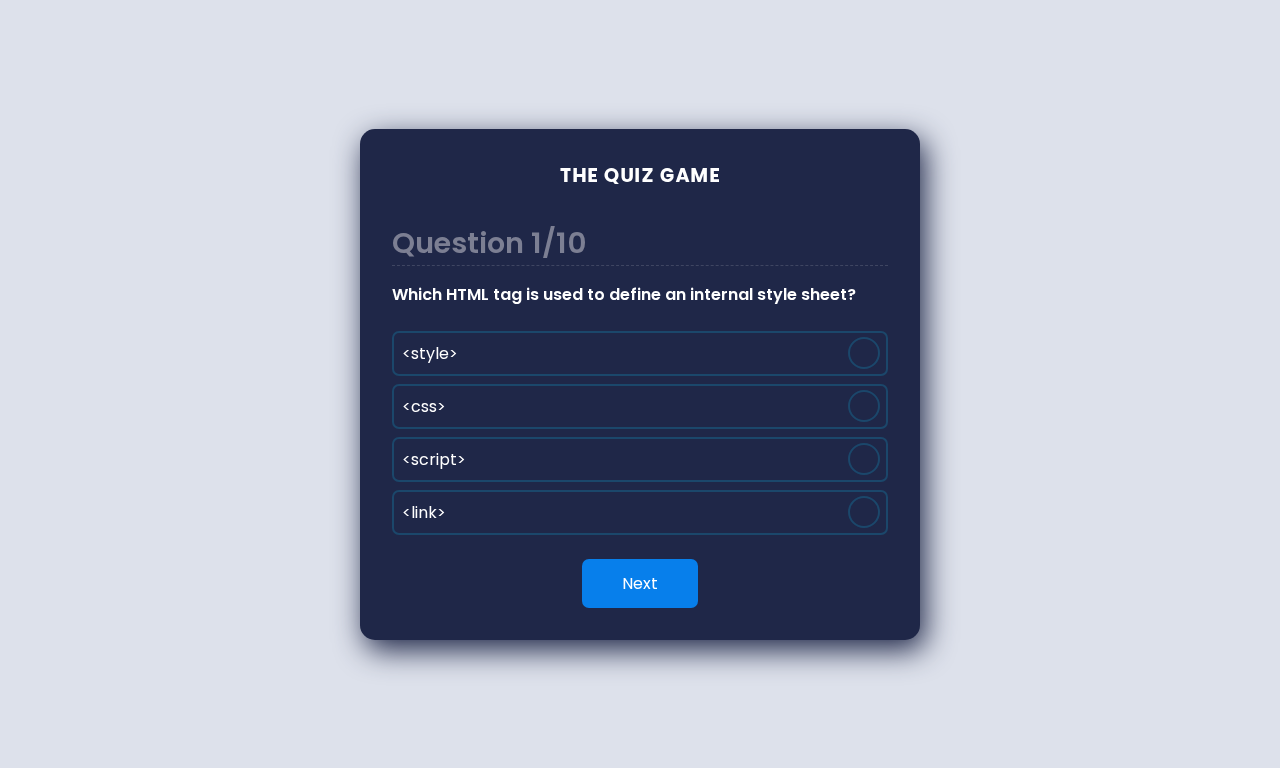 THE QUIZ GAME
Question 1/10
Which HTML tag is used to define an internal style sheet?
<style>
<css>
<script>
<link>
Next